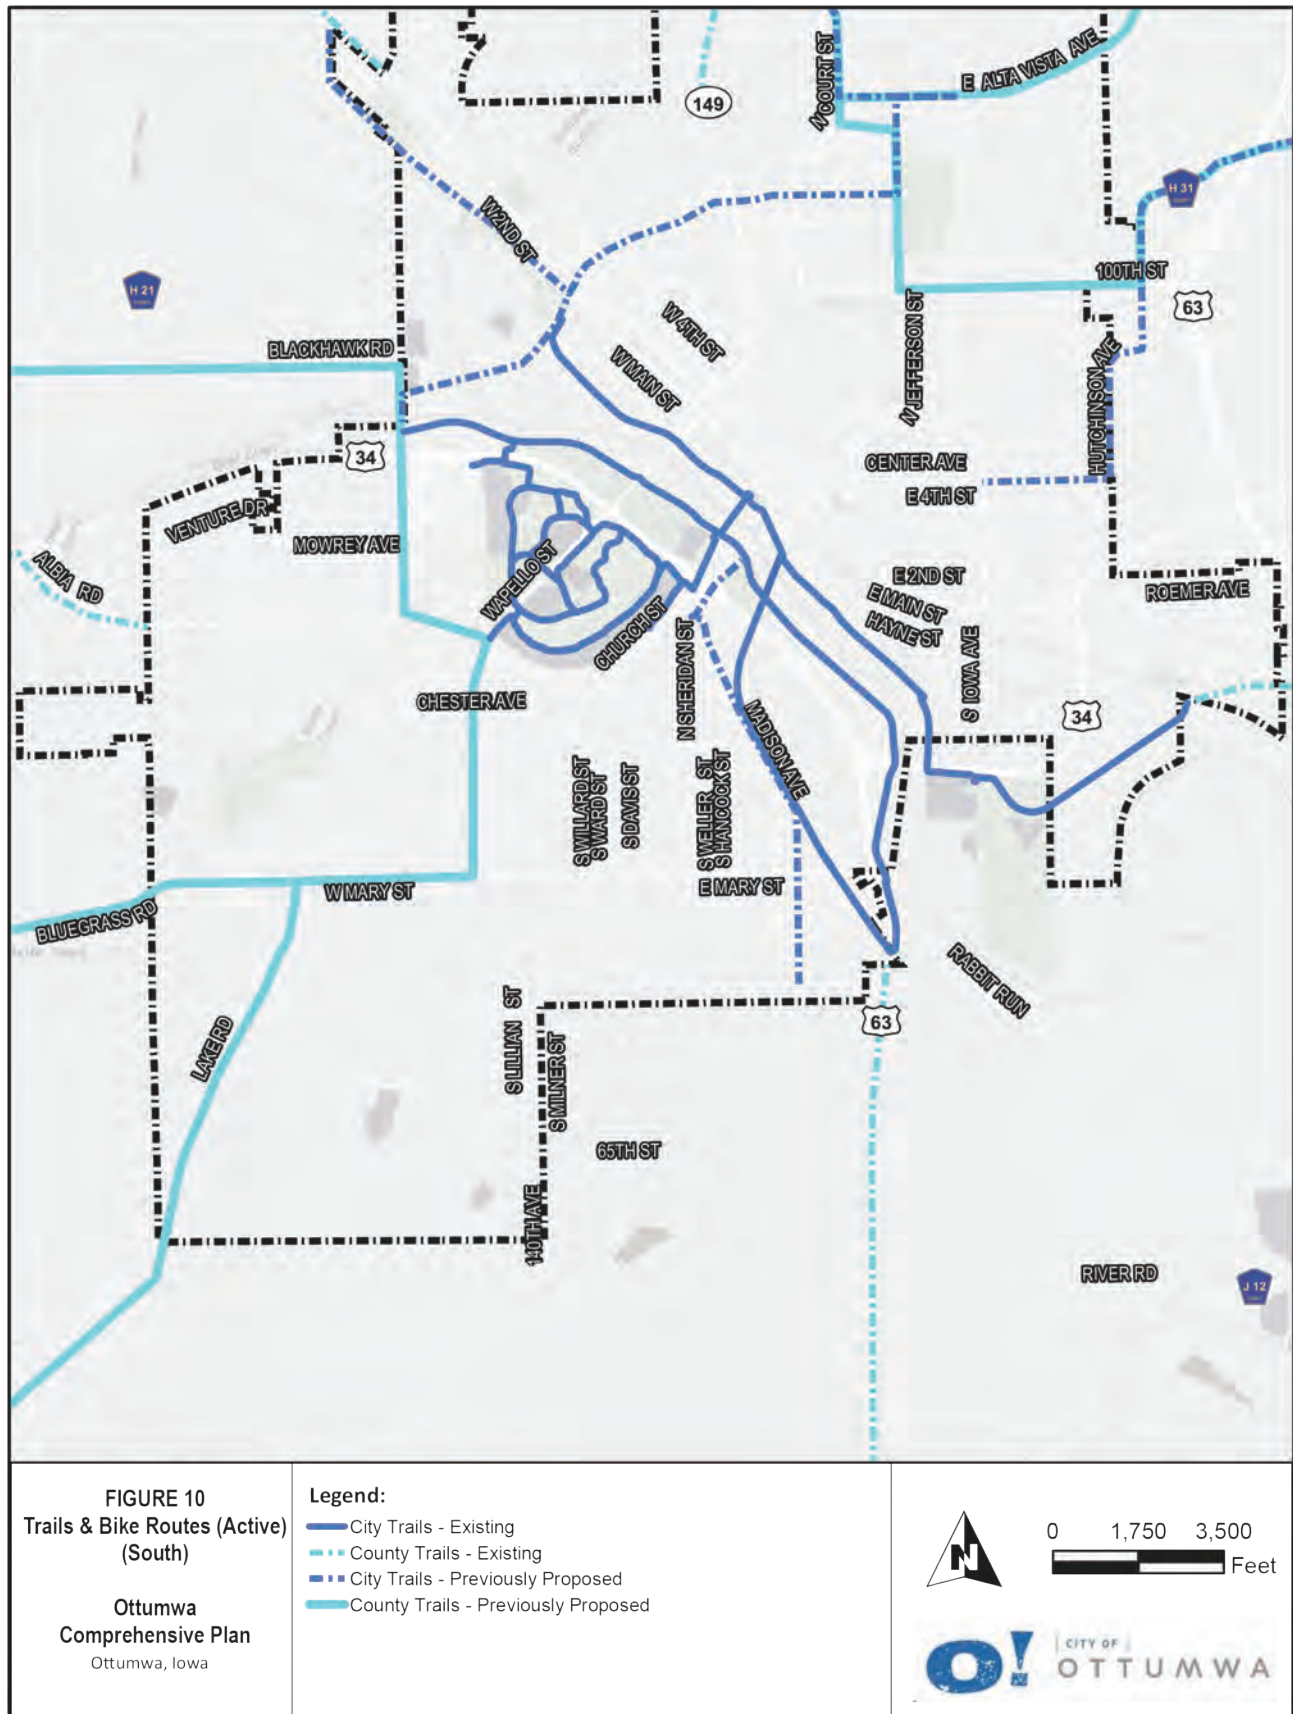 N COURT ST
E ALTA VISTA AVE
149
H 31
W 2ND ST
100TH ST
H 21
63
W 4TH ST
N JEFFERSON ST
BLACKHAWK RD
W MAIN ST
HUTCHINSON AVE
34
CENTER AVE
E 4TH ST
VENTURE DR
MOWREY AVE
ALBIA RD
WAPELLO ST
E 2ND ST
ROEMER AVE
E MAIN ST
HAYNE ST
CHURCH ST
N SHERIDAN ST
S IOWA AVE
CHESTER AVE
34
MADISON AVE
S WILLARD ST
S WARD ST
S DAVIS ST
S WELLER ST
S HANCOCK ST
W MARY ST
E MARY ST
BLUEGRASS RD
RABBIT RUN
63
LAKE RD
S LILLIAN ST
S MILNER ST
65TH ST
140TH AVE
RIVER RD
J 12
FIGURE 10
Trails & Bike Routes (Active)
(South)
Ottumwa
Comprehensive Plan
Ottumwa, Iowa
Legend:
City Trails - Existing
County Trails - Existing
City Trails - Previously Proposed
County Trails - Previously Proposed
N
0 1,750 3,500
Feet
O!
CITY OF
OTTUMWA